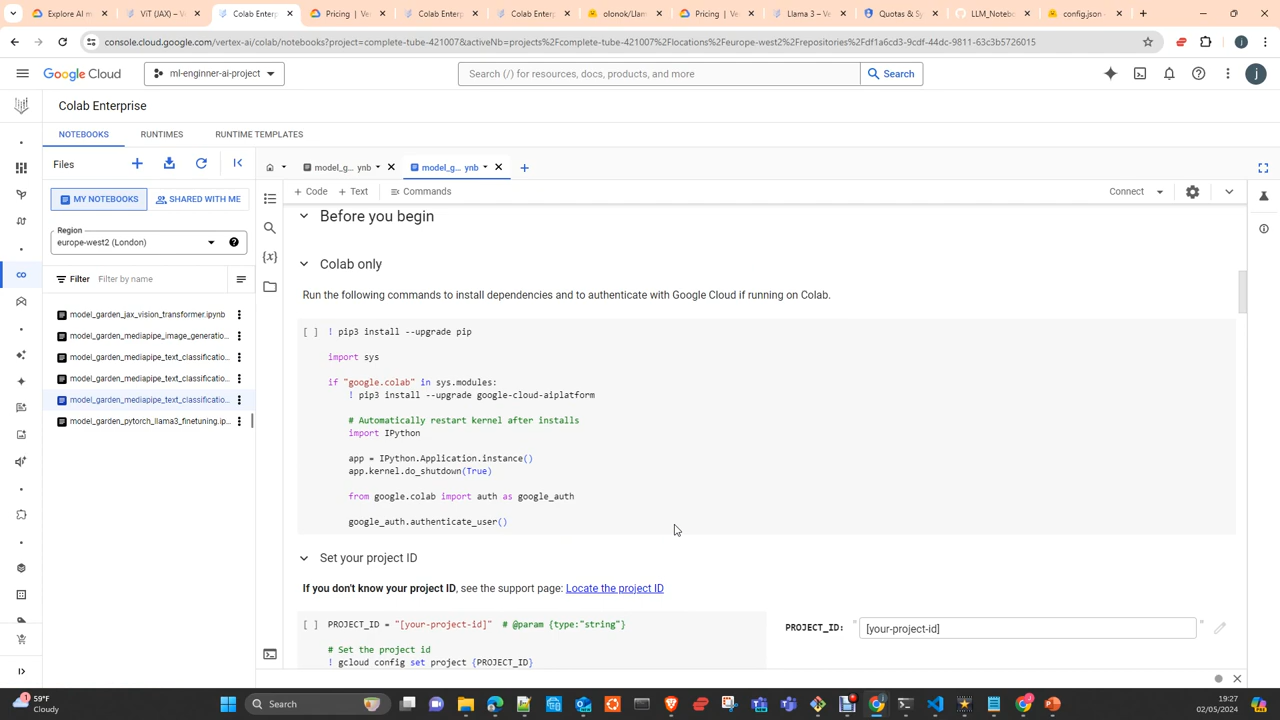 Explore AI m
ViT (JAX) – Ve
Colab Enterpr
Pricing | Ver
Colab Enterp
Colab Enterp
olonok/Llam
Pricing | Ver
Llama 3 – Ve
Quotas & Sy
LLM_Notebo
config.json ·
console.cloud.google.com/vertex-ai/colab/notebooks?project=complete-tube-421007&activeNb=projects%2Fcomplete-tube-421007%2Flocations%2Feurope-west2%2Frepositories%2Fdf1a6cd3-9cdf-44dc-9811-63c3b5726015
Google Cloud
ml-enginner-ai-project
Search (/) for resources, docs, products, and more
Search
j
Colab Enterprise
NOTEBOOKS
RUNTIMES
RUNTIME TEMPLATES
Files
model_g... ynb
model_g... ynb
+ Code
+ Text
Commands
Connect
MY NOTEBOOKS
SHARED WITH ME
Region
europe-west2 (London)
Filter
Filter by name
model_garden_jax_vision_transformer.ipynb
model_garden_mediapipe_image_generatio...
model_garden_mediapipe_text_classificatio...
model_garden_mediapipe_text_classificatio...
model_garden_mediapipe_text_classificatio...
model_garden_pytorch_llama3_finetuning.ip...
Before you begin
Colab only
Run the following commands to install dependencies and to authenticate with Google Cloud if running on Colab.
[ ] ! pip3 install --upgrade pip
import sys
if "google.colab" in sys.modules:
! pip3 install --upgrade google-cloud-aiplatform
# Automatically restart kernel after installs
import IPython
app = IPython.Application.instance()
app.kernel.do_shutdown(True)
from google.colab import auth as google_auth
google_auth.authenticate_user()
Set your project ID
If you don't know your project ID, see the support page: Locate the project ID
[ ] PROJECT_ID = "[your-project-id]" # @param {type:"string"}
# Set the project id
! gcloud config set project {PROJECT_ID}
PROJECT_ID:
[your-project-id]
59°F
Cloudy
Search
19:27
02/05/2024